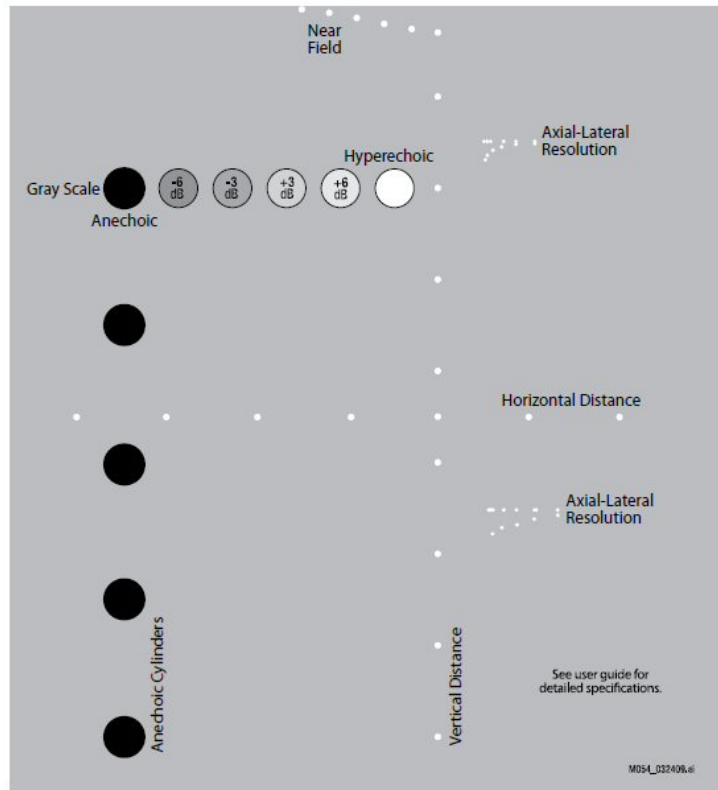 Near
Field
Axial-Lateral
Resolution
Hyperechoic
Gray Scale
-6
dB
-3
dB
+3
dB
+6
dB
Anechoic
Horizontal Distance
Axial-Lateral
Resolution
Anechoic Cylinders
Vertical Distance
See user guide for
detailed specifications.
M054_032409.ai